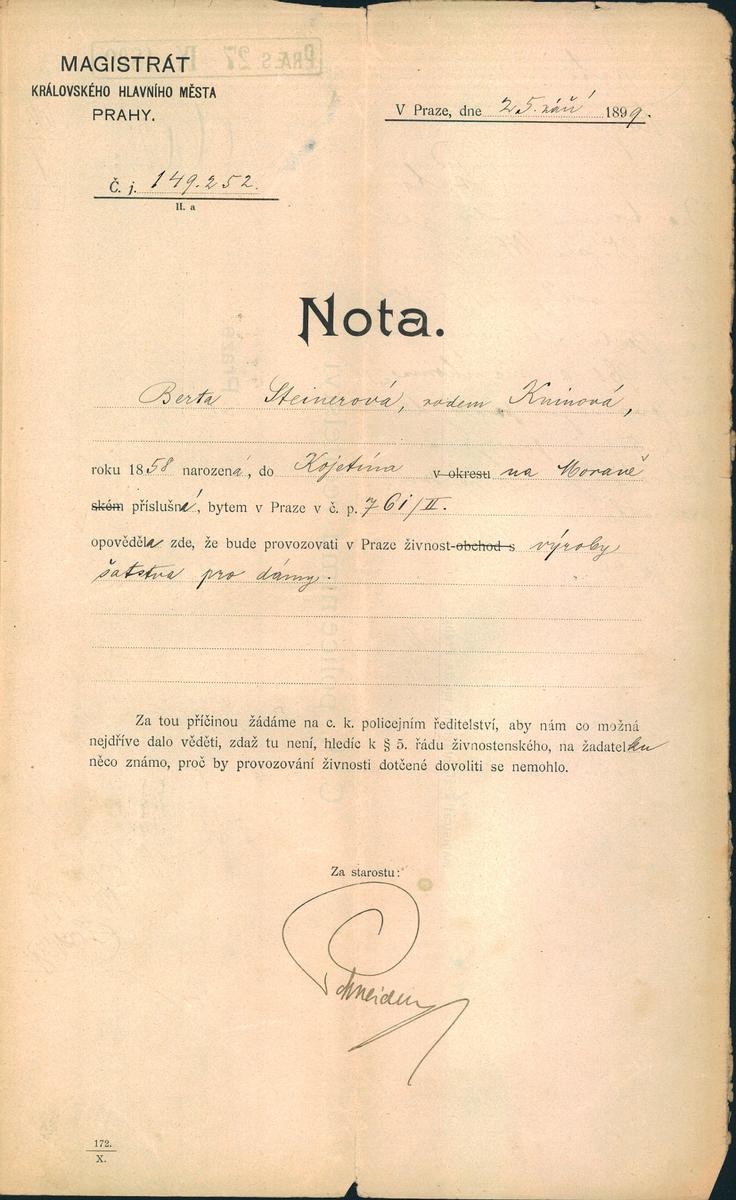 MAGISTRÁT
KRÁLOVSKÉHO HLAVNÍHO MĚSTA
PRAHY.
V Praze, dne 25. září 1899.
Č. j. 149.252.
II. a
Nota.
Berta Steinerová, rodem Kninová,
roku 1858 narozená, do Kojetína v okresu na Moravě
ském příslušná, bytem v Praze v č. p. 761/II.
opověděla zde, že bude provozovati v Praze živnost obchod s výroby
šatstva pro dámy.
Za tou příčinou žádáme na c. k. policejním ředitelství, aby nám co možná
nejdříve dalo věděti, zdaž tu není, hledíc k § 5. řádu živnostenského, na žadatelku
něco známo, proč by provozování živnosti dotčené dovoliti se nemohlo.
Za starostu:
Schneider
172.
X.